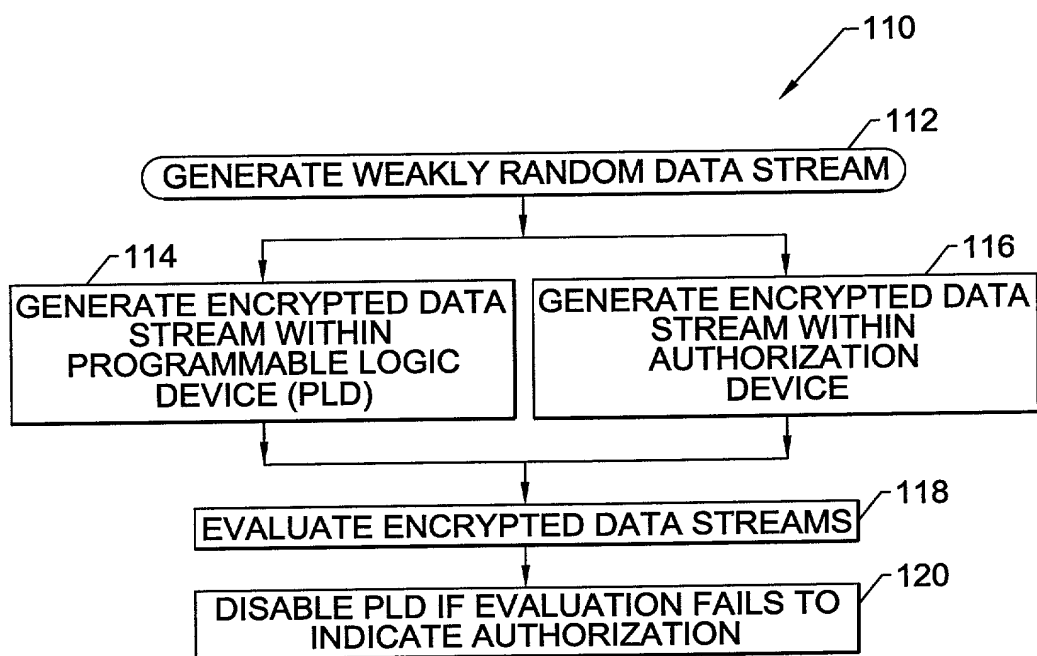 110
112
GENERATE WEAKLY RANDOM DATA STREAM
114
GENERATE ENCRYPTED DATA
STREAM WITHIN
PROGRAMMABLE LOGIC
DEVICE (PLD)
116
GENERATE ENCRYPTED DATA
STREAM WITHIN
AUTHORIZATION
DEVICE
118
EVALUATE ENCRYPTED DATA STREAMS
120
DISABLE PLD IF EVALUATION FAILS TO
INDICATE AUTHORIZATION